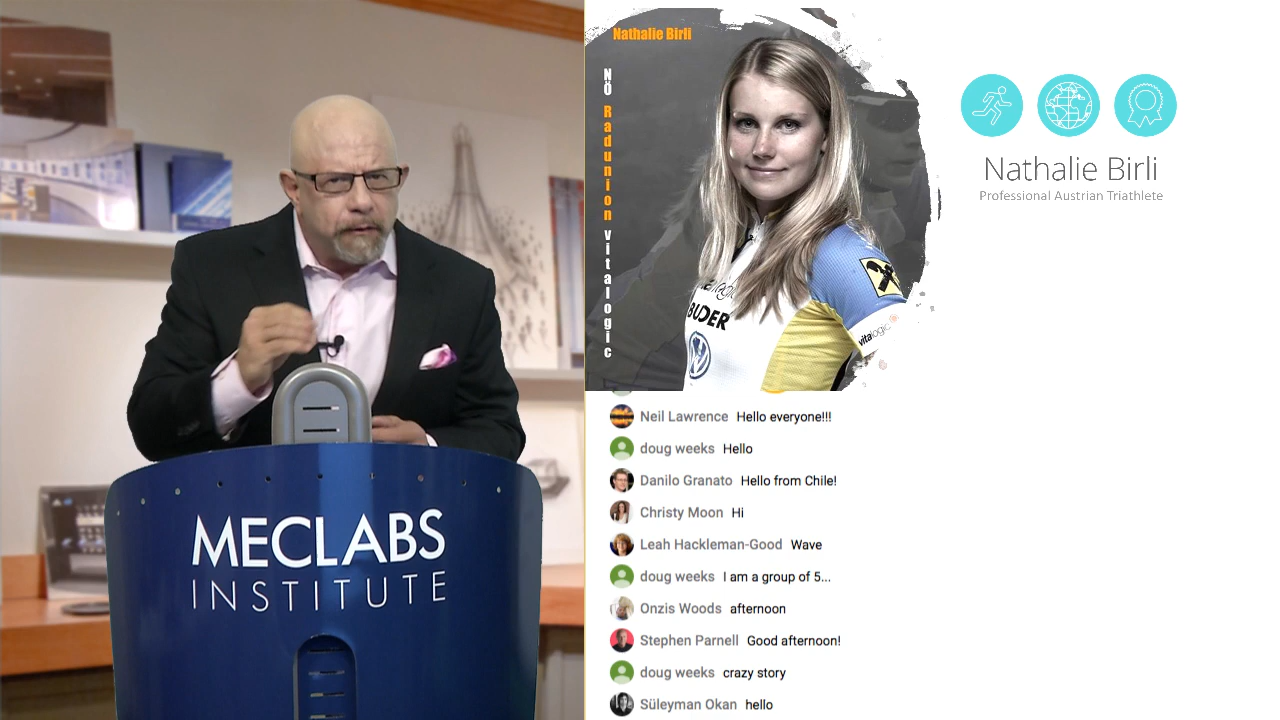 MECLABS
INSTITUTE
Nathalie Birli
NÖ Radunion vitalogic
BUDER
vitalogic
Nathalie Birli
Professional Austrian Triathlete
Neil Lawrence Hello everyone!!!
doug weeks Hello
Danilo Granato Hello from Chile!
Christy Moon Hi
Leah Hackleman-Good Wave
doug weeks I am a group of 5...
Onzis Woods afternoon
Stephen Parnell Good afternoon!
doug weeks crazy story
Süleyman Okan hello